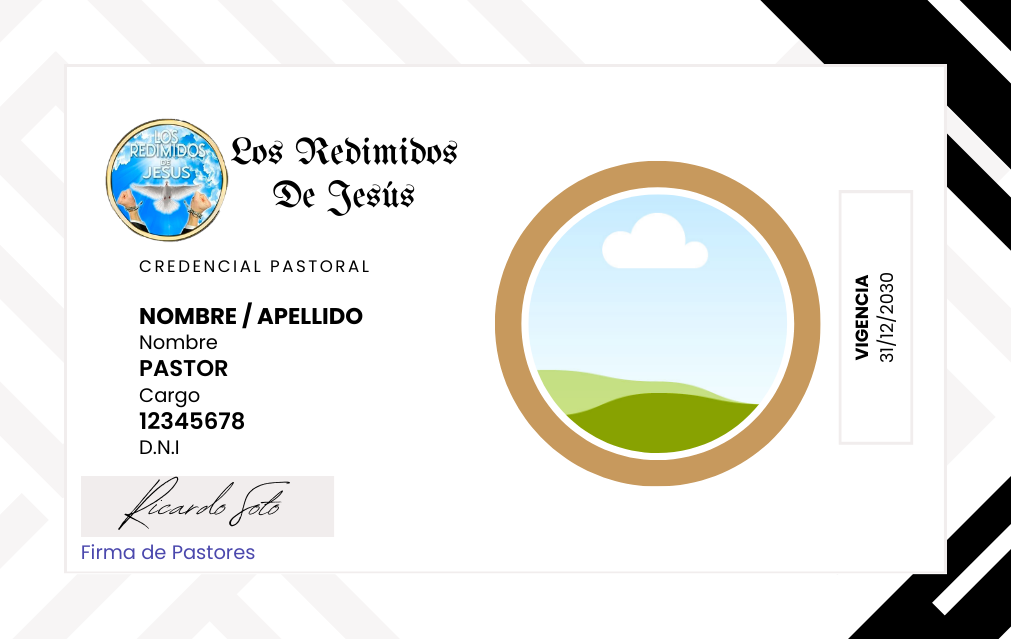 LOS
REDIMIDOS
DE
JESUS
Los Redimidos
De Jesús
CREDENCIAL PASTORAL
NOMBRE / APELLIDO
Nombre
PASTOR
Cargo
12345678
D.N.I
Ricardo Soto
Firma de Pastores
VIGENCIA
31/12/2030